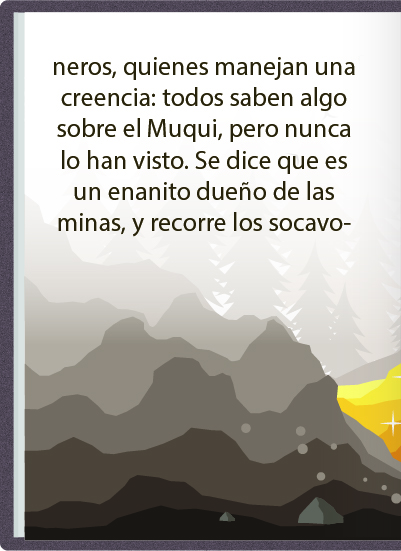 neros, quienes manejan una
creencia: todos saben algo
sobre el Muqui, pero nunca
lo han visto. Se dice que es
un enanito dueño de las
minas, y recorre los socavo-